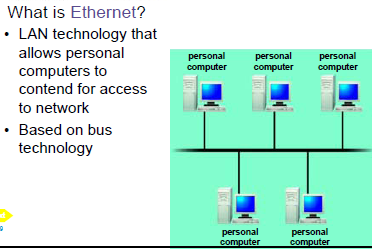 What is Ethernet?
• LAN technology that
allows personal
computers to
contend for access
to network
• Based on bus
technology
personal
computer
personal
computer
personal
computer
personal
computer
personal
computer